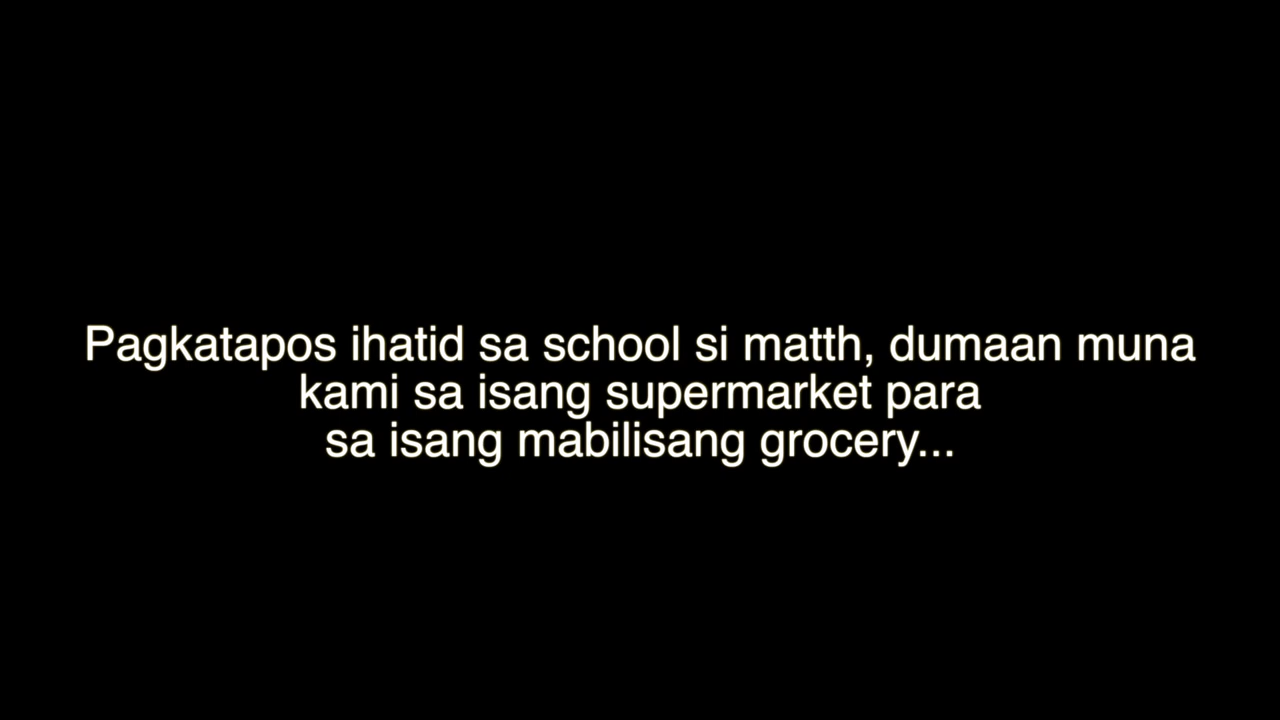 Pagkatapos ihatid sa school si matth, dumaan muna
kami sa isang supermarket para
sa isang mabilisang grocery...